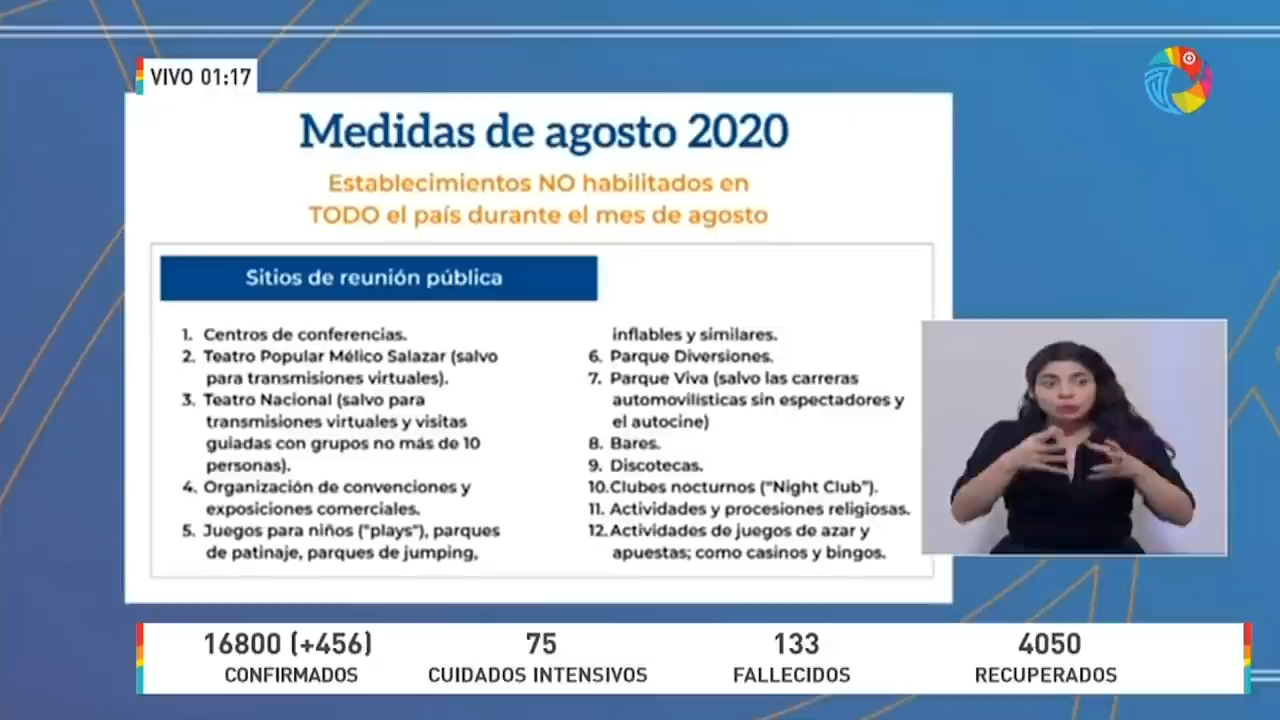 VIVO 01:17
Medidas de agosto 2020
Establecimientos NO habilitados en
TODO el país durante el mes de agosto
Sitios de reunión pública
1. Centros de conferencias.
2. Teatro Popular Mélico Salazar (salvo
para transmisiones virtuales).
3. Teatro Nacional (salvo para
transmisiones virtuales y visitas
guiadas con grupos no más de 10
personas).
4. Organización de convenciones y
exposiciones comerciales.
5. Juegos para niños ("plays"), parques
de patinaje, parques de jumping,
inflables y similares.
6. Parque Diversiones.
7. Parque Viva (salvo las carreras
automovilísticas sin espectadores y
el autocine)
8. Bares.
9. Discotecas.
10.Clubes nocturnos ("Night Club").
11. Actividades y procesiones religiosas.
12.Actividades de juegos de azar y
apuestas; como casinos y bingos.
16800 (+456)
CONFIRMADOS
75
CUIDADOS INTENSIVOS
133
FALLECIDOS
4050
RECUPERADOS